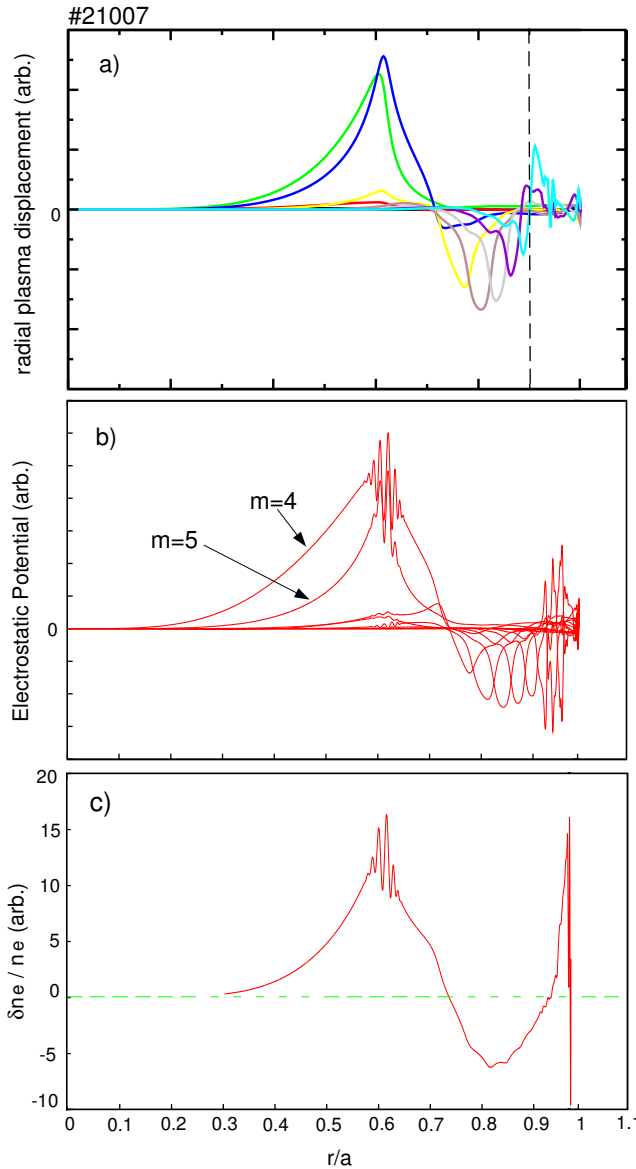 #21007
a)
radial plasma displacement (arb.)
0
b)
m=4
m=5
Electrostatic Potential (arb.)
0
c)
20
15
10
5
0
-5
-10
δne / ne (arb.)
0 0.1 0.2 0.3 0.4 0.5 0.6 0.7 0.8 0.9 1 1.1
r/a